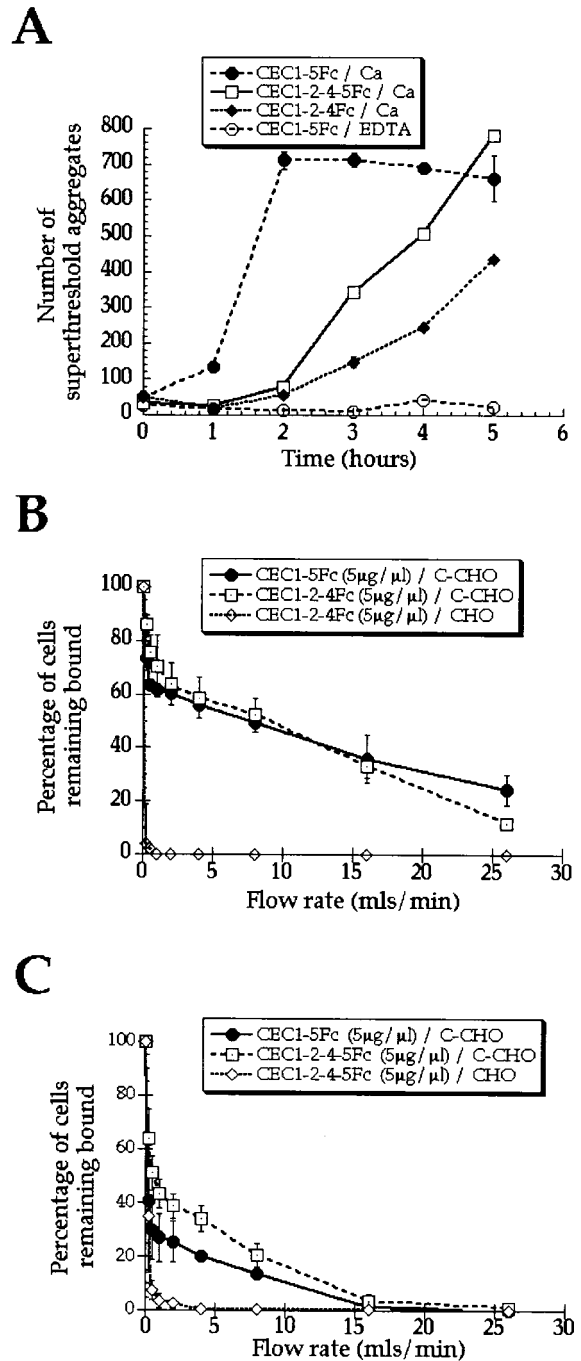 A
CEC1-5Fc / Ca
CEC1-2-4-5Fc / Ca
CEC1-2-4Fc / Ca
CEC1-5Fc / EDTA
800
700
600
500
400
300
200
100
0
Number of
superthreshold aggregates
0 1 2 3 4 5 6
Time (hours)
B
CEC1-5Fc (5µg/µl) / C-CHO
CEC1-2-4Fc (5µg/µl) / C-CHO
CEC1-2-4Fc (5µg/µl) / CHO
100
80
60
40
20
0
Percentage of cells
remaining bound
0 5 10 15 20 25 30
Flow rate (mls/min)
C
CEC1-5Fc (5µg/µl) / C-CHO
CEC1-2-4-5Fc (5µg/µl) / C-CHO
CEC1-2-4-5Fc (5µg/µl) / CHO
100
80
60
40
20
0
Percentage of cells
remaining bound
0 5 10 15 20 25 30
Flow rate (mls/min)